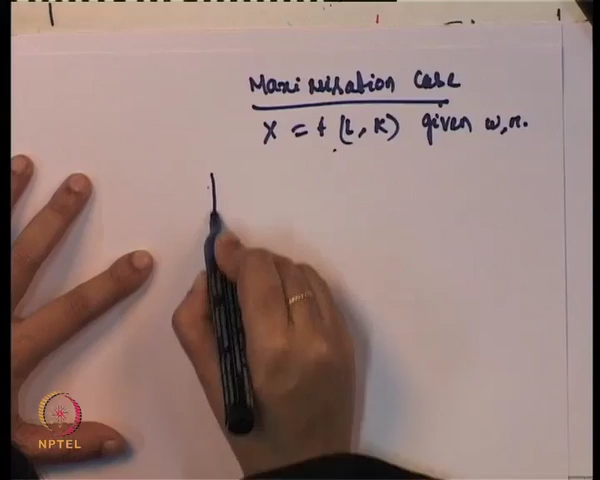 Maximisation Case
X = f (L, K) given w, r.
NPTEL